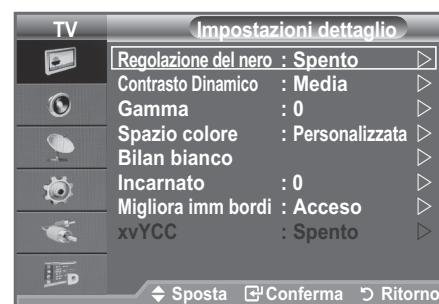 TV Impostazioni dettaglio
Regolazione del nero : Spento
Contrasto Dinamico : Media
Gamma : 0
Spazio colore : Personalizzata
Bilan bianco
Incarnato : 0
Migliora imm bordi : Acceso
xvYCC : Spento
Sposta Conferma Ritorno